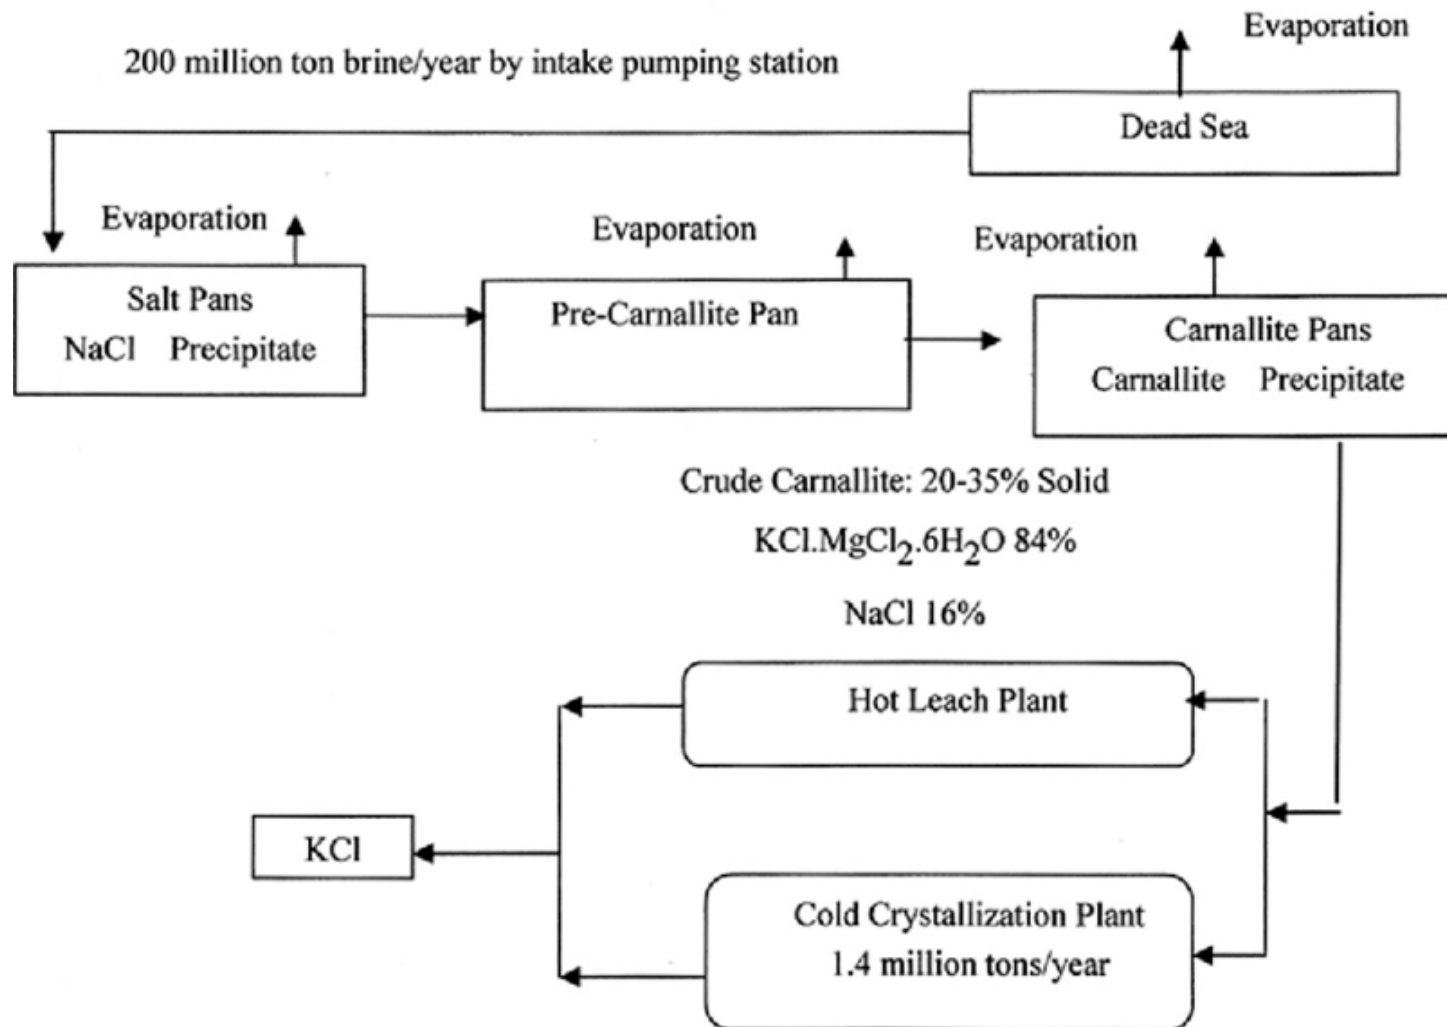 Evaporation
200 million ton brine/year by intake pumping station
Dead Sea
Evaporation
Evaporation
Evaporation
Salt Pans
NaCl Precipitate
Pre-Carnallite Pan
Carnallite Pans
Carnallite Precipitate
Crude Carnallite: 20-35% Solid
KCl.MgCl2.6H2O 84%
NaCl 16%
Hot Leach Plant
KCl
Cold Crystallization Plant
1.4 million tons/year